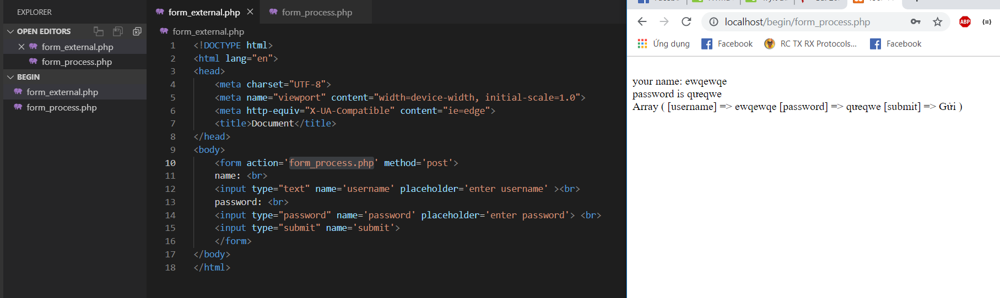 EXPLORER
OPEN EDITORS
form_external.php
form_process.php
BEGIN
form_external.php
form_process.php
form_external.php
form_process.php
form_external.php
1 <!DOCTYPE html>
2 <html lang="en">
3 <head>
4 <meta charset="UTF-8">
5 <meta name="viewport" content="width=device-width, initial-scale=1.0">
6 <meta http-equiv="X-UA-Compatible" content="ie=edge">
7 <title>Document</title>
8 </head>
9 <body>
10 <form action='form_process.php' method='post'>
11 name: <br>
12 <input type="text" name='username' placeholder='enter username' ><br>
13 password: <br>
14 <input type="password" name='password' placeholder='enter password'> <br>
15 <input type="submit" name='submit'>
16 </form>
17 </body>
18 </html>
localhost/begin/form_process.php
ABP
Ứng dụng
Facebook
RC TX RX Protocols...
Facebook
your name: ewqewqe
password is qưeqwe
Array ( [username] => ewqewqe [password] => qưeqwe [submit] => Gửi )